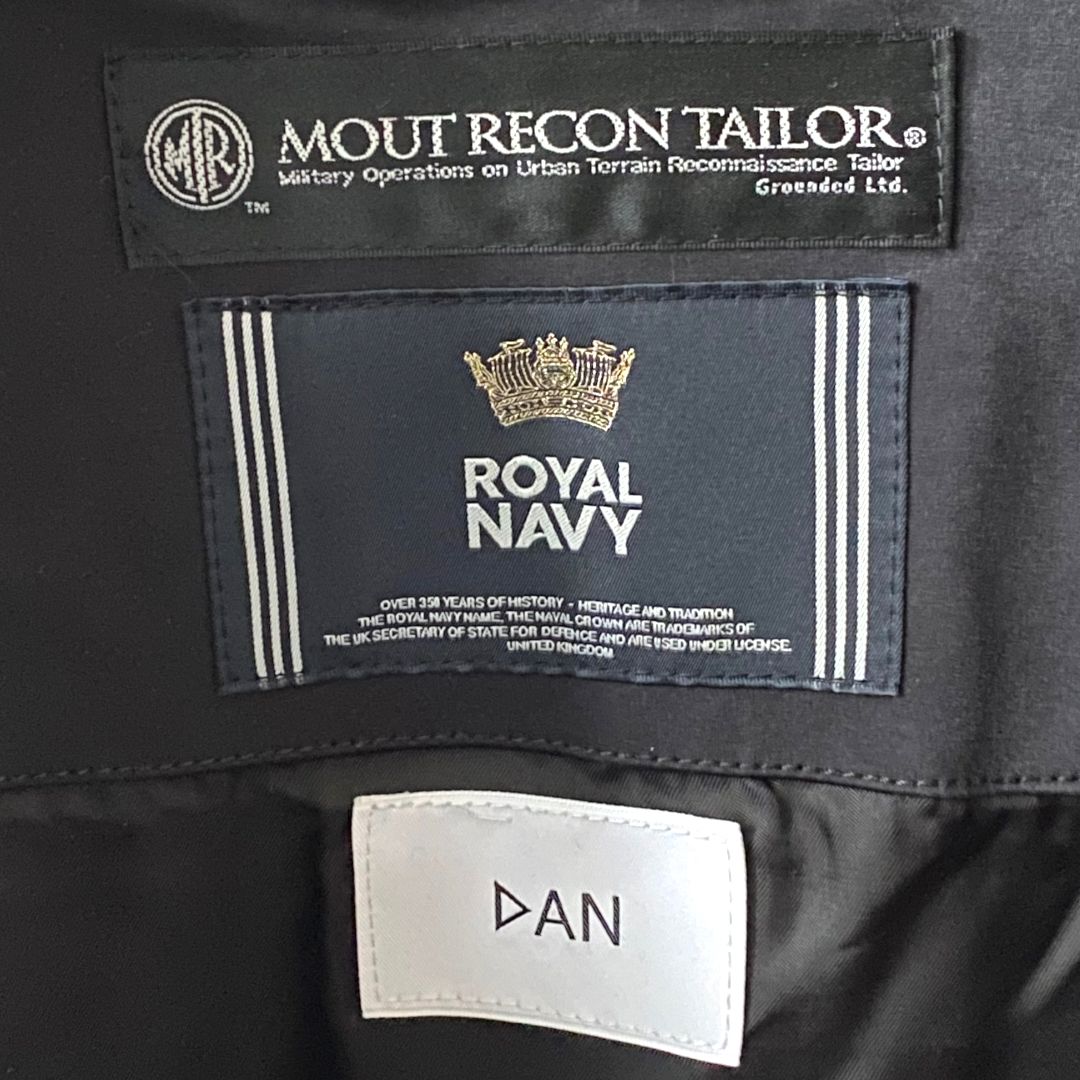 MR
TM
MOUT RECON TAILOR®
Military Operations on Urban Terrain Reconnaissance Tailor
Grounded Ltd.
ROYAL
NAVY
OVER 350 YEARS OF HISTORY - HERITAGE AND TRADITION
THE ROYAL NAVY NAME, THE NAVAL CROWN ARE TRADEMARKS OF
THE UK SECRETARY OF STATE FOR DEFENCE AND ARE USED UNDER LICENSE.
UNITED KINGDOM
DAN